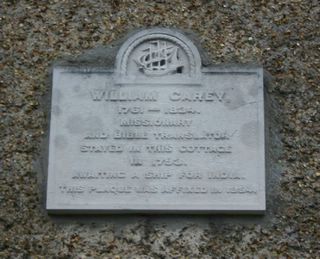 WILLIAM CAREY.
1761 — 1834.
MISSIONARY
AND BIBLE TRANSLATOR
STAYED IN THIS COTTAGE
IN 1793.
AWAITING A SHIP FOR INDIA.
THIS PLAQUE WAS AFFIXED IN 1934.